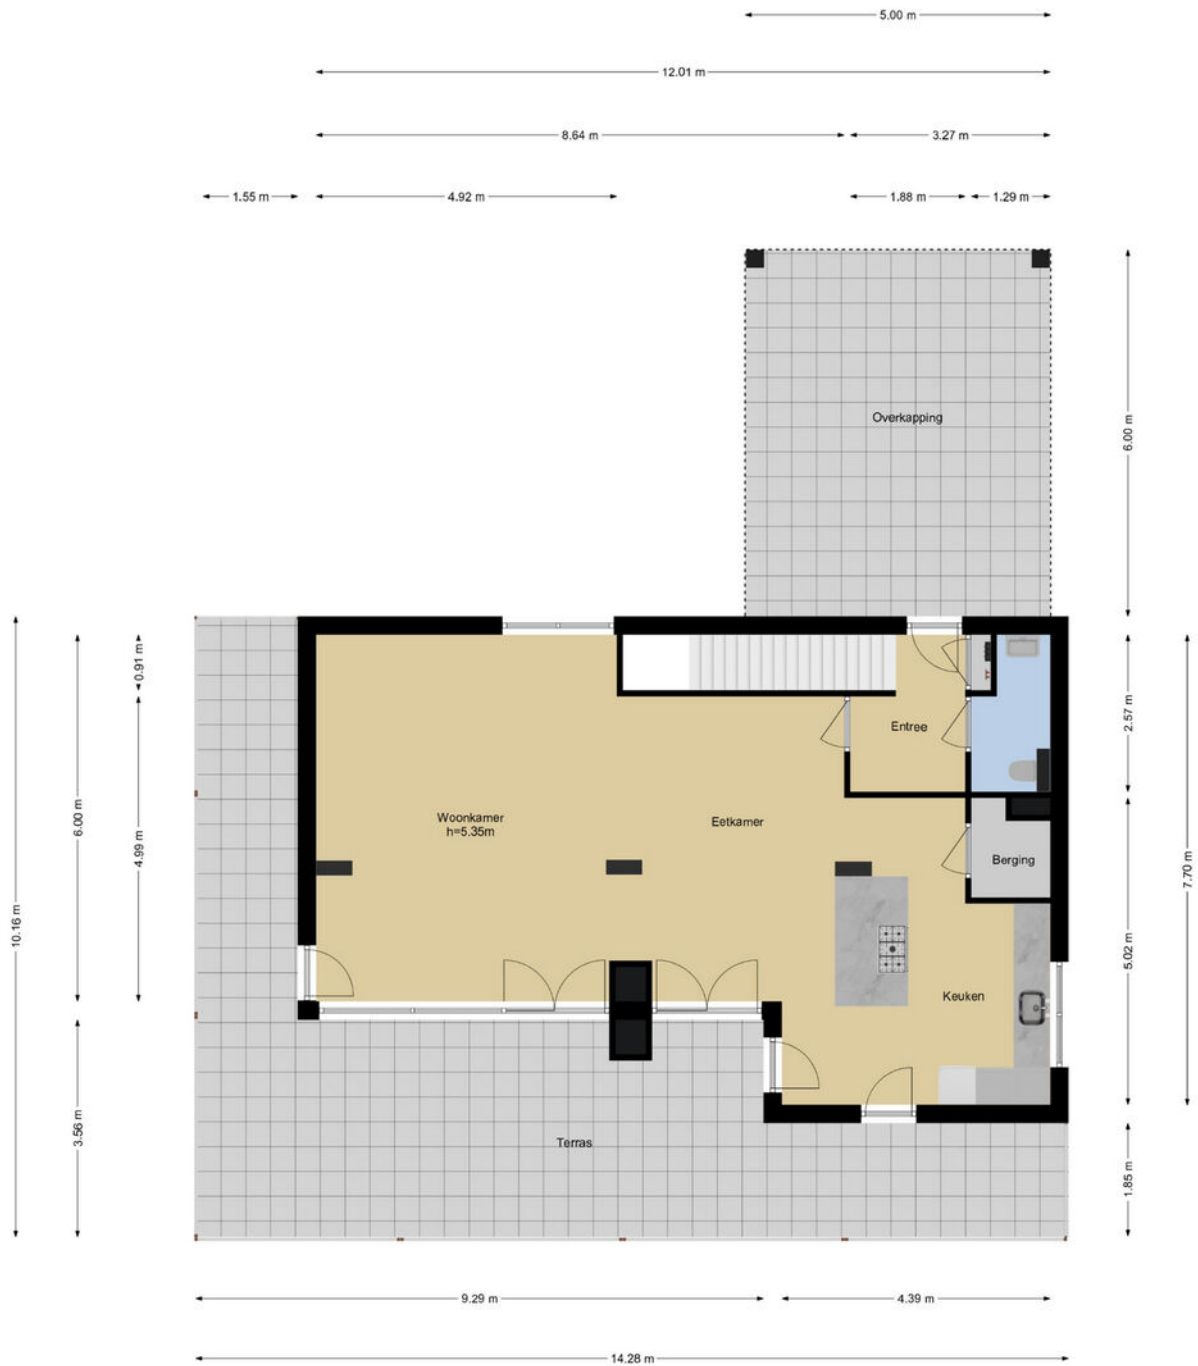 5.00 m
12.01 m
8.64 m
3.27 m
1.55 m
4.92 m
1.88 m
1.29 m
Overkapping
6.00 m
0.91 m
2.57 m
Entree
Woonkamer
h=5.35m
Eetkamer
6.00 m
4.99 m
Berging
7.70 m
10.16 m
5.02 m
Keuken
3.56 m
Terras
1.85 m
9.29 m
4.39 m
14.28 m